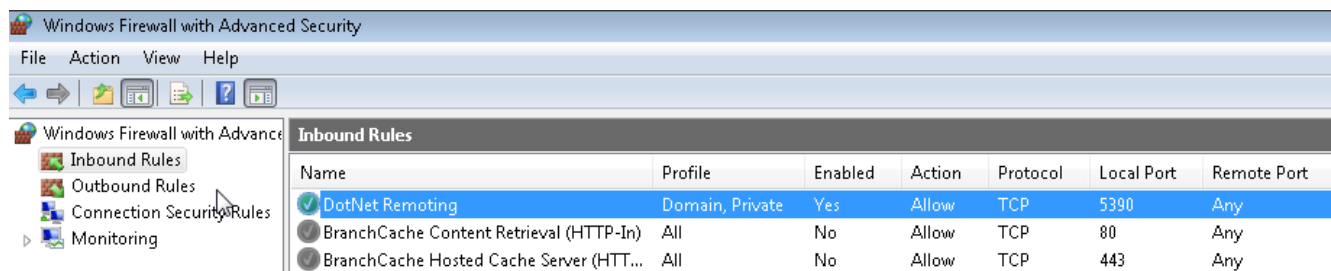 Windows Firewall with Advanced Security
File Action View Help
Windows Firewall with Advance
Inbound Rules
Outbound Rules
Connection Security Rules
Monitoring
Inbound Rules
Name Profile Enabled Action Protocol Local Port Remote Port
DotNet Remoting Domain, Private Yes Allow TCP 5390 Any
BranchCache Content Retrieval (HTTP-In) All No Allow TCP 80 Any
BranchCache Hosted Cache Server (HTT... All No Allow TCP 443 Any